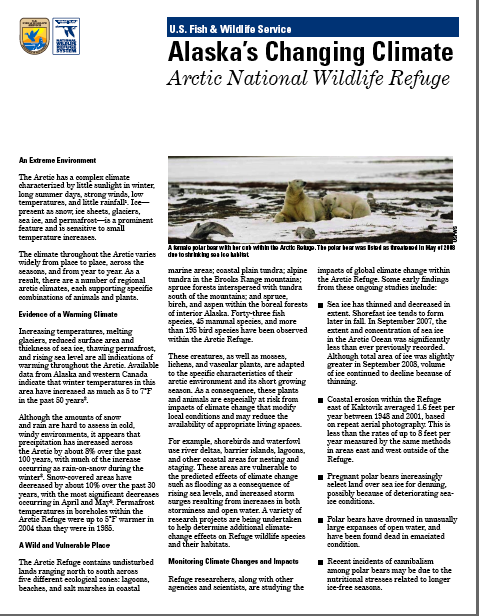 U.S. Fish & Wildlife Service
Alaska's Changing Climate
Arctic National Wildlife Refuge
NATIONAL
WILDLIFE
REFUGE
SYSTEM
An Extreme Environment
The Arctic has a complex climate
characterized by little sunlight in winter,
long summer days, strong winds, low
temperatures, and little rainfall¹. Ice—
present as snow, ice sheets, glaciers,
sea ice, and permafrost—is a prominent
feature and is sensitive to small
temperature increases.
The climate throughout the Arctic varies
widely from place to place, across the
seasons, and from year to year. As a
result, there are a number of regional
arctic climates, each supporting specific
combinations of animals and plants.
Evidence of a Warming Climate
Increasing temperatures, melting
glaciers, reduced surface area and
thickness of sea ice, thawing permafrost,
and rising sea level are all indications of
warming throughout the Arctic. Available
data from Alaska and western Canada
indicate that winter temperatures in this
area have increased as much as 5 to 7°F
in the past 50 years².
Although the amounts of snow
and rain are hard to assess in cold,
windy environments, it appears that
precipitation has increased across
the Arctic by about 8% over the past
100 years, with much of the increase
occurring as rain-on-snow during the
winter³. Snow-covered areas have
decreased by about 10% over the past 30
years, with the most significant decreases
occurring in April and May⁴. Permafrost
temperatures in boreholes within the
Arctic Refuge were up to 5°F warmer in
2004 than they were in 1985.
A Wild and Vulnerable Place
The Arctic Refuge contains undisturbed
lands ranging north to south across
five different ecological zones: lagoons,
beaches, and salt marshes in coastal
USFWS
A female polar bear with her cub within the Arctic Refuge. The polar bear was listed as threatened in May of 2008
due to shrinking sea ice habitat.
marine areas; coastal plain tundra; alpine
tundra in the Brooks Range mountains;
spruce forests interspersed with tundra
south of the mountains; and spruce,
birch, and aspen within the boreal forests
of interior Alaska. Forty-three fish
species, 45 mammal species, and more
than 195 bird species have been observed
within the Arctic Refuge.
These creatures, as well as mosses,
lichens, and vascular plants, are adapted
to the specific characteristics of their
arctic environment and its short growing
season. As a consequence, these plants
and animals are especially at risk from
impacts of climate change that modify
local conditions and may reduce the
availability of appropriate living spaces.
For example, shorebirds and waterfowl
use river deltas, barrier islands, lagoons,
and other coastal areas for nesting and
staging. These areas are vulnerable to
the predicted effects of climate change
such as flooding as a consequence of
rising sea levels, and increased storm
surges resulting from increases in both
storminess and open water. A variety of
research projects are being undertaken
to help determine additional climate-
change effects on Refuge wildlife species
and their habitats.
Monitoring Climate Changes and Impacts
Refuge researchers, along with other
agencies and scientists, are studying the
impacts of global climate change within
the Arctic Refuge. Some early findings
from these ongoing studies include:
■ Sea ice has thinned and decreased in
extent. Shorefast ice tends to form
later in fall. In September 2007, the
extent and concentration of sea ice
in the Arctic Ocean was significantly
less than ever previously recorded.
Although total area of ice was slightly
greater in September 2008, volume
of ice continued to decline because of
thinning.
■ Coastal erosion within the Refuge
east of Kaktovik averaged 1.6 feet per
year between 1948 and 2001, based
on repeat aerial photography. This is
less than the rates of up to 8 feet per
year measured by the same methods
in areas east and west outside of the
Refuge.
■ Pregnant polar bears increasingly
select land over sea ice for denning,
possibly because of deteriorating sea-
ice conditions.
■ Polar bears have drowned in unusually
large expanses of open water, and
have been found dead in emaciated
condition.
■ Recent incidents of cannibalism
among polar bears may be due to the
nutritional stresses related to longer
ice-free seasons.